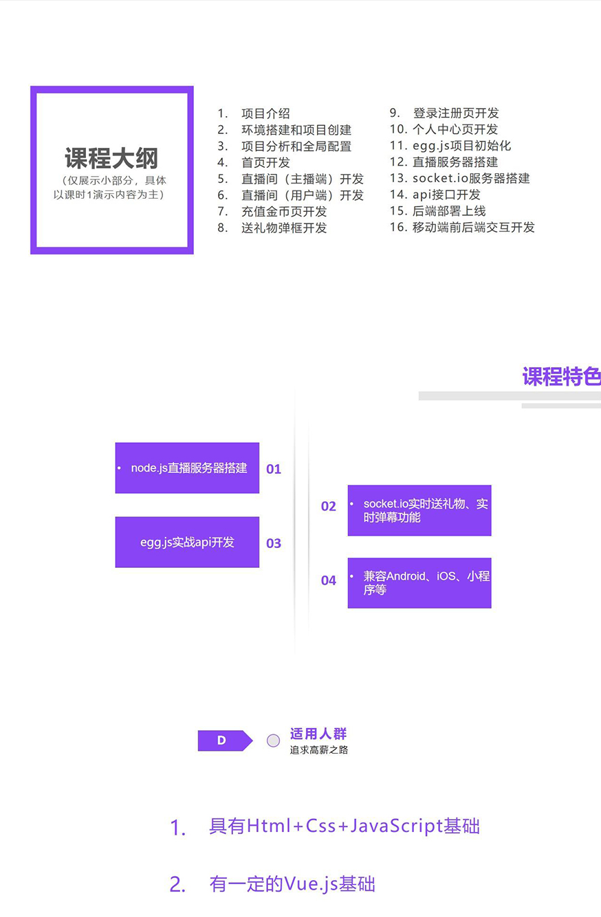 课程大纲
（仅展示小部分，具体
以课时1演示内容为主）
1. 项目介绍
2. 环境搭建和项目创建
3. 项目分析和全局配置
4. 首页开发
5. 直播间（主播端）开发
6. 直播间（用户端）开发
7. 充值金币页开发
8. 送礼物弹框开发
9. 登录注册页开发
10. 个人中心页开发
11. egg.js项目初始化
12. 直播服务器搭建
13. socket.io服务器搭建
14. api接口开发
15. 后端部署上线
16. 移动端前后端交互开发
课程特色
• node.js直播服务器搭建
01
02
• socket.io实时送礼物、实
时弹幕功能
egg.js实战api开发
03
04
• 兼容Android、iOS、小程
序等
D
适用人群
追求高薪之路
1. 具有Html+Css+JavaScript基础
2. 有一定的Vue.js基础